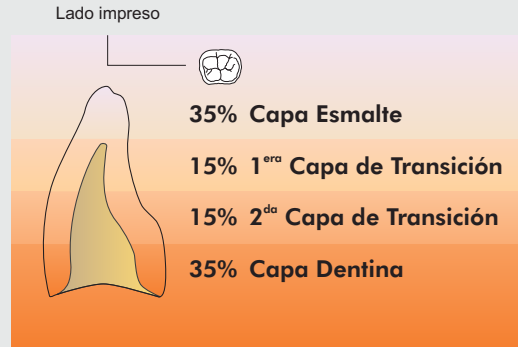 Lado impreso
35% Capa Esmalte
15% 1era Capa de Transición
15% 2da Capa de Transición
35% Capa Dentina